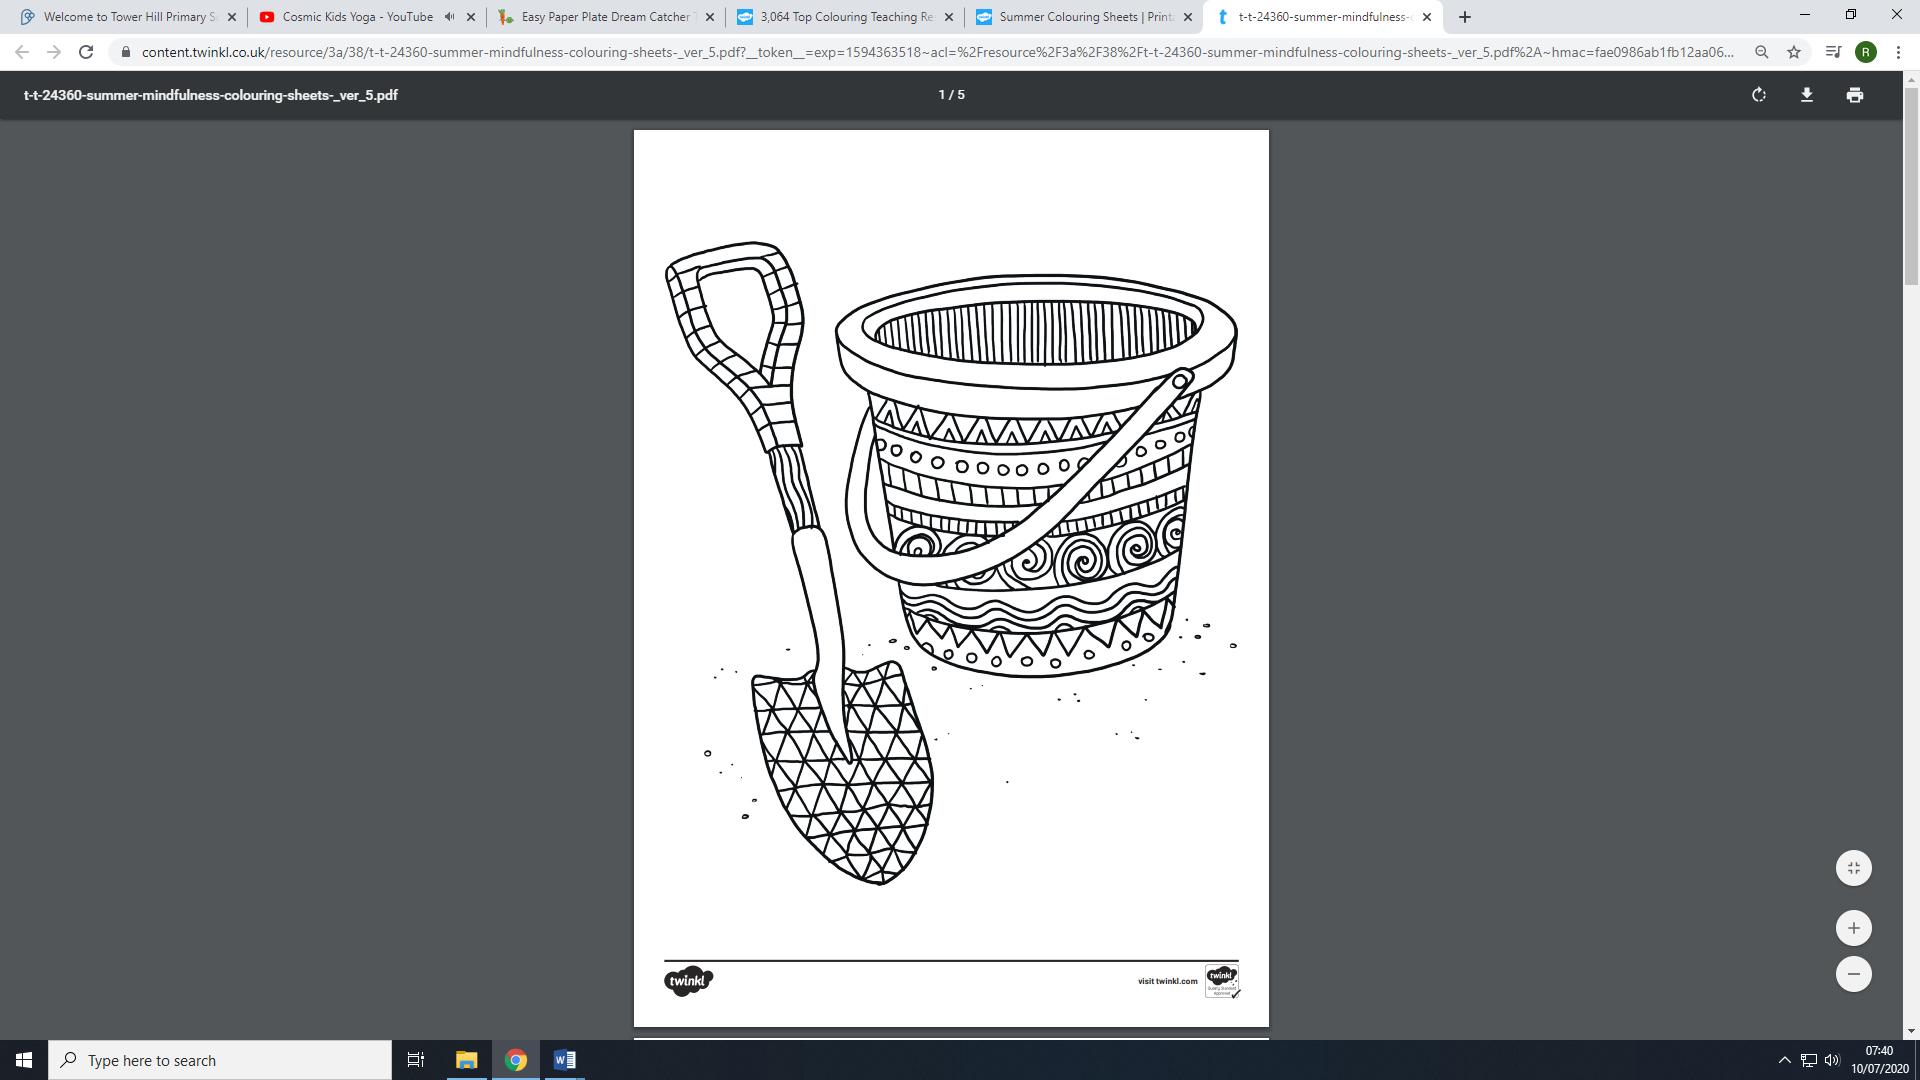 Welcome to Tower Hill Primary S
Cosmic Kids Yoga - YouTube
Easy Paper Plate Dream Catcher
3,064 Top Colouring Teaching Re
Summer Colouring Sheets | Print
t-t-24360-summer-mindfulness-
content.twinkl.co.uk/resource/3a/38/t-t-24360-summer-mindfulness-colouring-sheets-_ver_5.pdf?__token__=exp=1594363518~acl=%2Fresource%2F3a%2F38%2Ft-t-24360-summer-mindfulness-colouring-sheets-_ver_5.pdf%2A~hmac=fae0986ab1fb12aa06...
R
t-t-24360-summer-mindfulness-colouring-sheets-_ver_5.pdf
1 / 5
twinkl
visit twinkl.com
twinkl
Quality Standard
Approved
Type here to search
07:40
10/07/2020